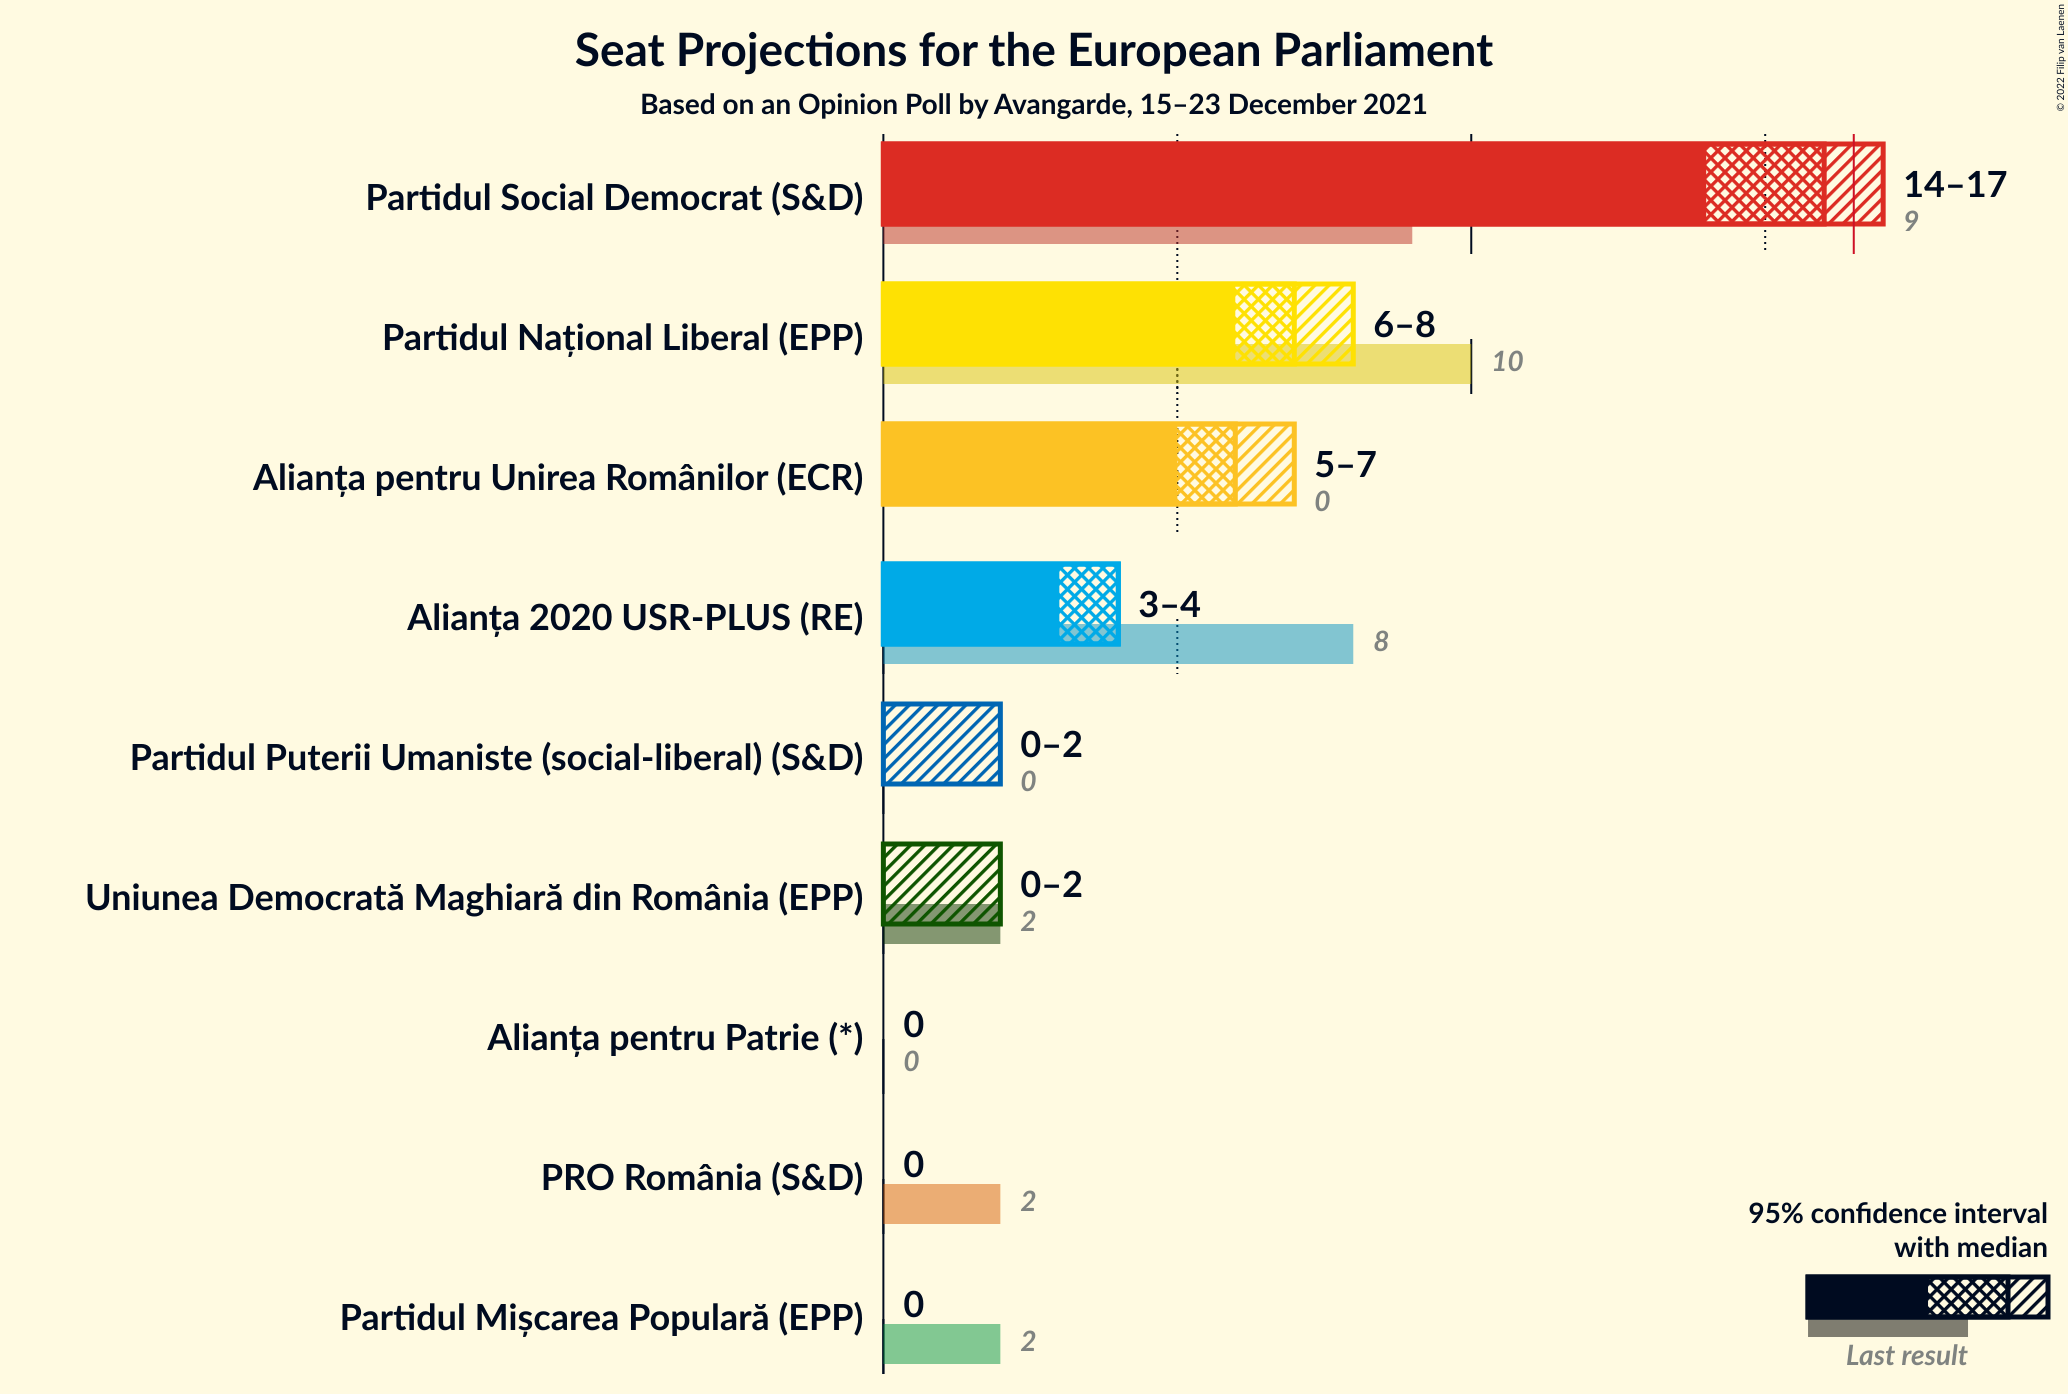 Seat Projections for the European Parliament
Based on an Opinion Poll by Avangarde, 15–23 December 2021
© 2022 Filip van Laenen
Partidul Social Democrat (S&D)
14–17
9
Partidul Național Liberal (EPP)
6–8
10
Alianța pentru Unirea Românilor (ECR)
5–7
0
Alianța 2020 USR-PLUS (RE)
3–4
8
Partidul Puterii Umaniste (social-liberal) (S&D)
0–2
0
Uniunea Democrată Maghiară din România (EPP)
0–2
2
Alianța pentru Patrie (*)
0
0
PRO România (S&D)
0
2
Partidul Mișcarea Populară (EPP)
0
2
95% confidence interval
with median
Last result